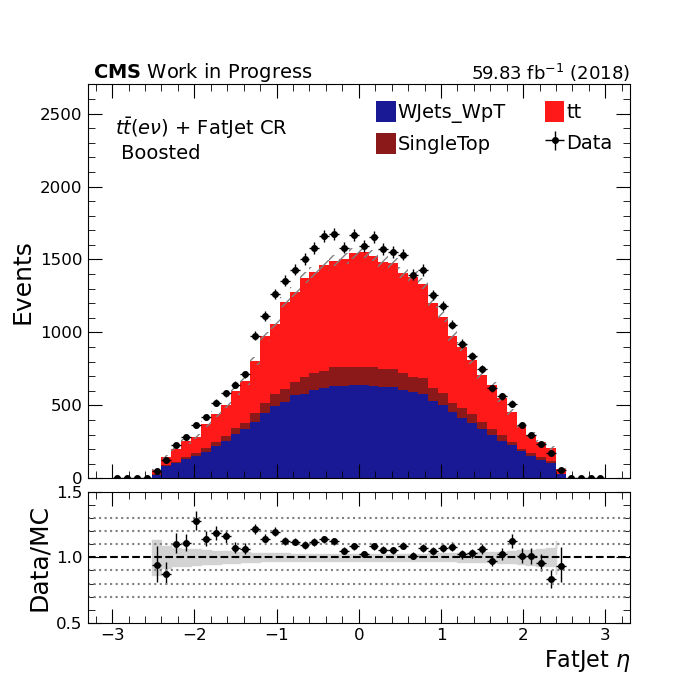 CMS Work in Progress
59.83 fb⁻¹ (2018)
tt̄(eν) + FatJet CR
Boosted
WJets_WpT
tt
SingleTop
Data
Events
2500
2000
1500
1000
500
0
Data/MC
1.5
1.0
0.5
−3 −2 −1 0 1 2 3
FatJet η